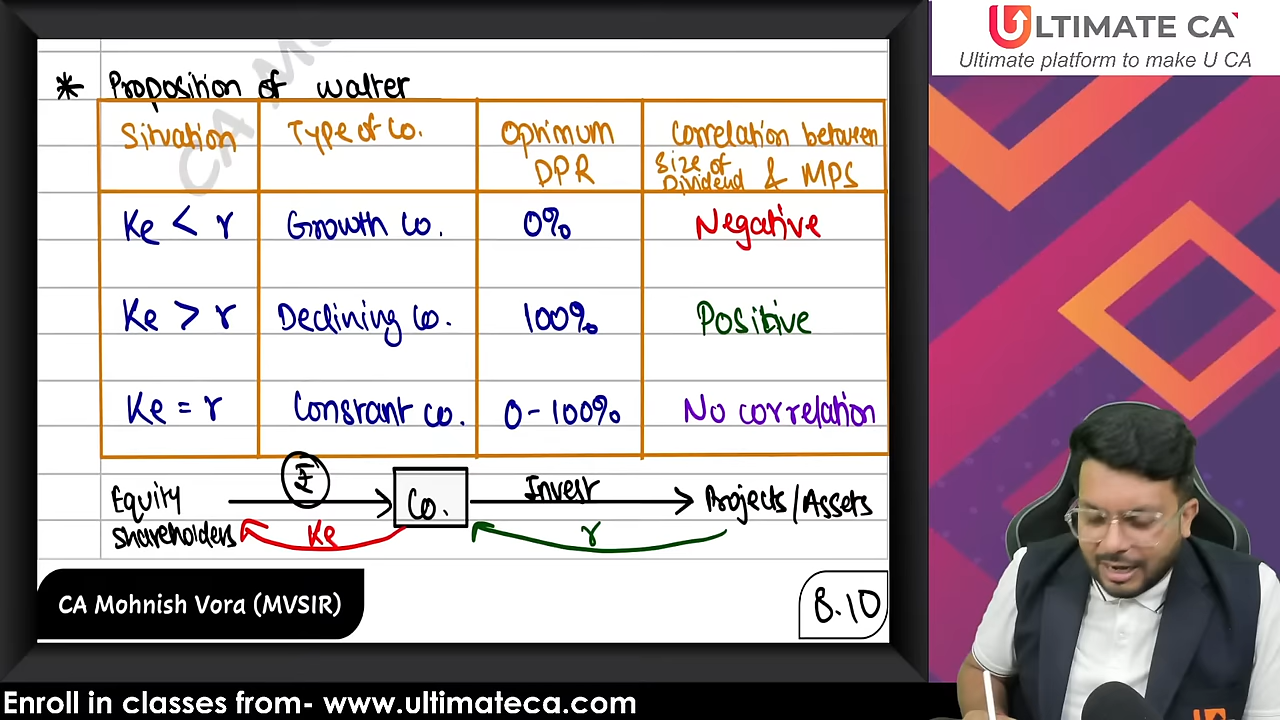 ULTIMATE CA
Ultimate platform to make U CA
* Proposition of Walter
Situation | Type of Co. | Optimum DPR | Correlation between Size of Dividend & MPS
Ke < r | Growth Co. | 0% | Negative
Ke > r | Declining Co. | 100% | Positive
Ke = r | Constant Co. | 0-100% | No correlation
Equity shareholders ₹ Co. Invest Projects/Assets
Ke r
CA Mohnish Vora (MVSIR)
8.10
Enroll in classes from- www.ultimateca.com